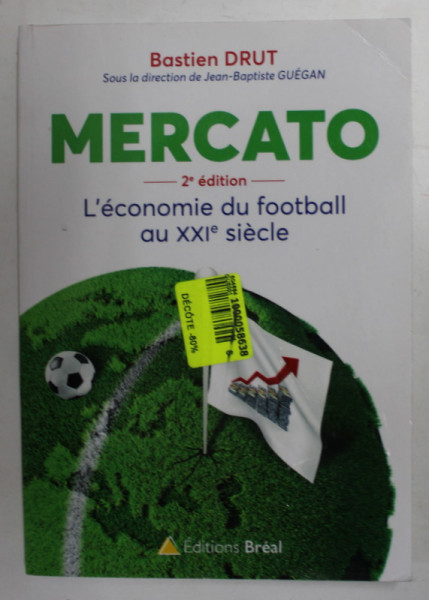 Bastien DRUT
Sous la direction de Jean-Baptiste GUÉGAN
MERCATO
2e édition
L'économie du football
au XXIe siècle
DÉCÔTE -80%
1000058638
Éditions Bréal